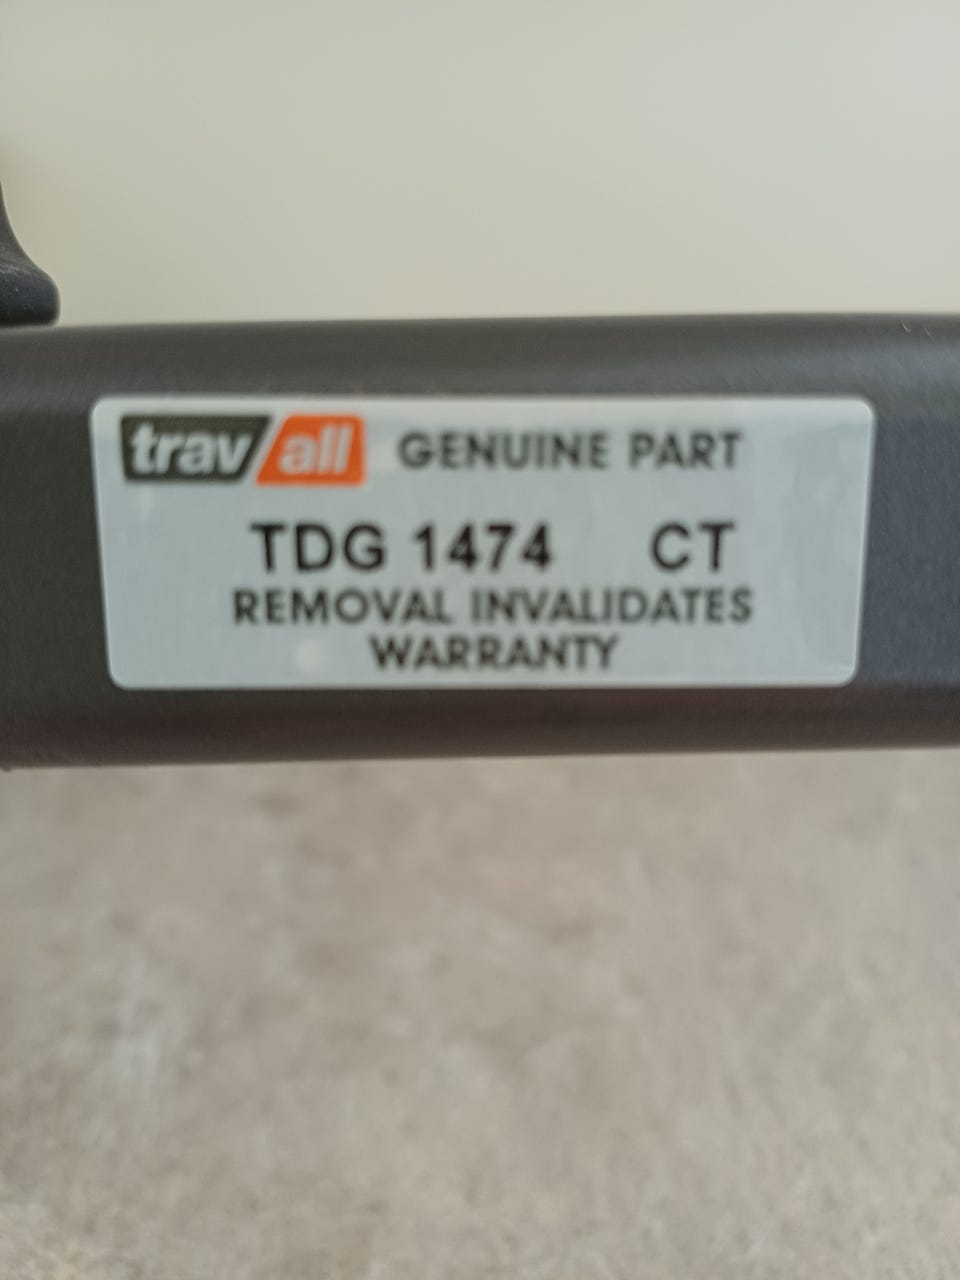 travall GENUINE PART
TDG 1474 CT
REMOVAL INVALIDATES
WARRANTY